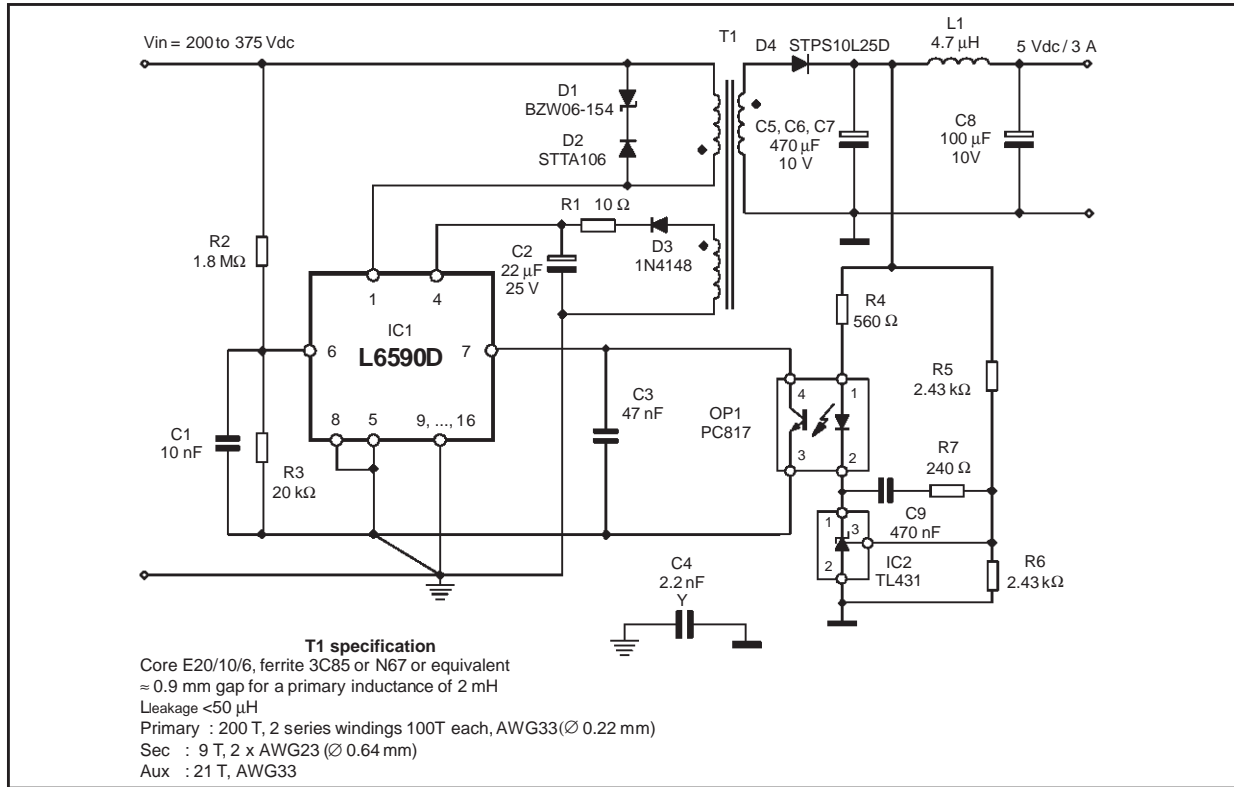 Vin = 200 to 375 Vdc
T1
D4 STPS10L25D
L1
4.7 µH
5 Vdc / 3 A
D1
BZW06-154
D2
STTA106
C5, C6, C7
470 µF
10 V
C8
100 µF
10V
R1 10 Ω
D3
1N4148
R2
1.8 MΩ
C2
22 µF
25 V
1
4
IC1
L6590D
6
7
8
5
9, ..., 16
C1
10 nF
R3
20 kΩ
C3
47 nF
R4
560 Ω
R5
2.43 kΩ
OP1
PC817
4
1
3
2
R7
240 Ω
C9
470 nF
1
3
2
IC2
TL431
R6
2.43 kΩ
C4
2.2 nF
Y
T1 specification
Core E20/10/6, ferrite 3C85 or N67 or equivalent
≈ 0.9 mm gap for a primary inductance of 2 mH
Lleakage <50 µH
Primary : 200 T, 2 series windings 100T each, AWG33 (∅ 0.22 mm)
Sec : 9 T, 2 x AWG23 (∅ 0.64 mm)
Aux : 21 T, AWG33